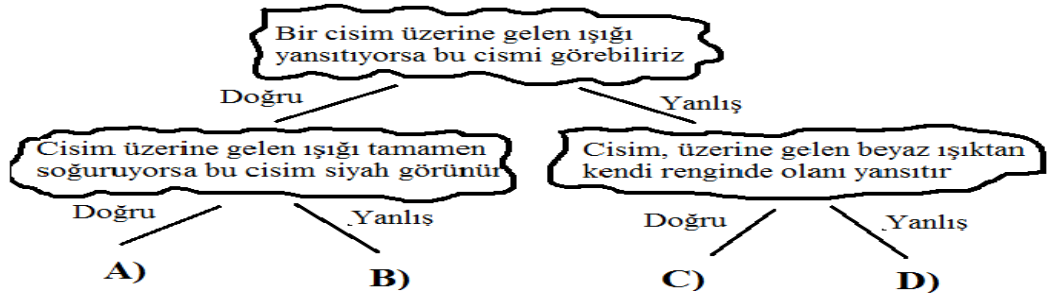 Bir cisim üzerine gelen ışığı
yansıtıyorsa bu cismi görebiliriz
Doğru
Yanlış
Cisim üzerine gelen ışığı tamamen
soğuruyorsa bu cisim siyah görünür
Cisim, üzerine gelen beyaz ışıktan
kendi renginde olanı yansıtır
Doğru
Yanlış
Doğru
Yanlış
A)
B)
C)
D)